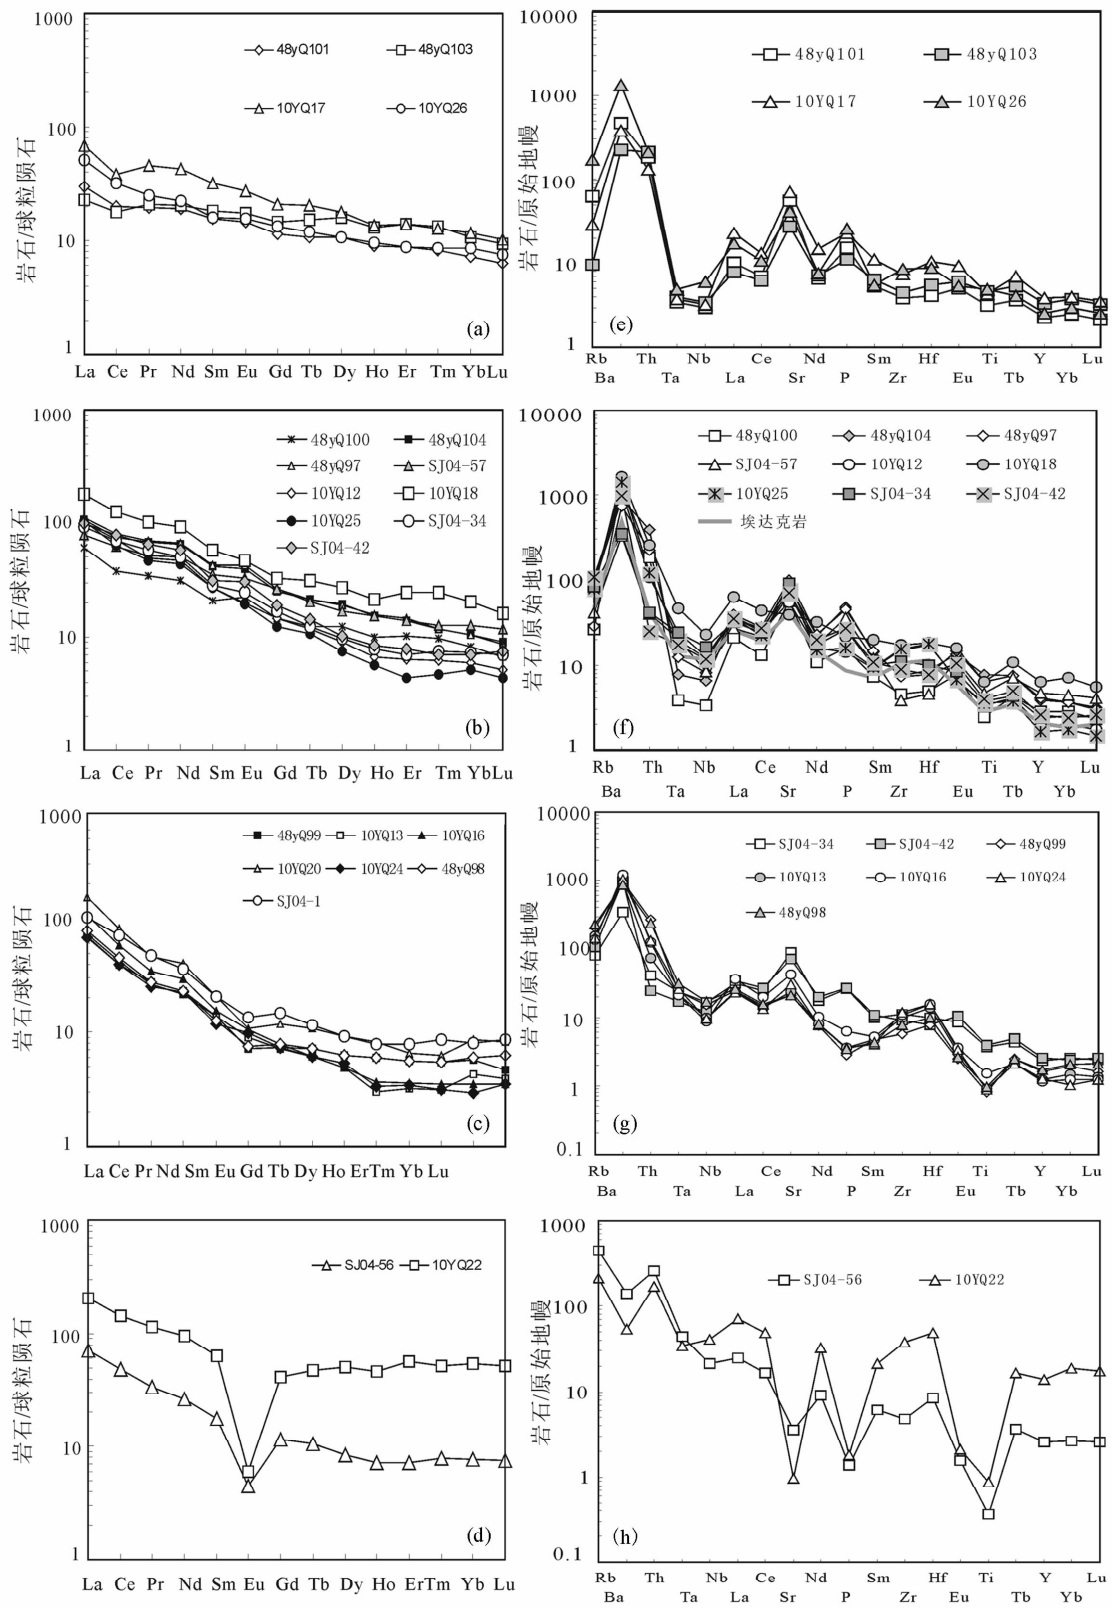 1000
100
10
1
岩石/球粒陨石
48yQ101 48yQ103
10YQ17 10YQ26
(a)
La Ce Pr Nd Sm Eu Gd Tb Dy Ho Er Tm Yb Lu
10000
1000
100
10
1
岩石/原始地幔
48yQ101 48yQ103
10YQ17 10YQ26
(e)
Rb Th Nb Ce Nd Sm Hf Ti Y Lu
Ba Ta La Sr P Zr Eu Tb Yb
1000
100
10
1
岩石/球粒陨石
48yQ100 48yQ104
48yQ97 SJ04-57
10YQ12 10YQ18
10YQ25 SJ04-34
SJ04-42
(b)
La Ce Pr Nd Sm Eu Gd Tb Dy Ho Er Tm Yb Lu
10000
1000
100
10
1
岩石/原始地幔
48yQ100 48yQ104 48yQ97
SJ04-57 10YQ12 10YQ18
10YQ25 SJ04-34 SJ04-42
埃达克岩
(f)
Rb Th Nb Ce Nd Sm Hf Ti Y Lu
Ba Ta La Sr P Zr Eu Tb Yb
1000
100
10
1
岩石/球粒陨石
48yQ99 10YQ13 10YQ16
10YQ20 10YQ24 48yQ98
SJ04-1
(c)
La Ce Pr Nd Sm Eu Gd Tb Dy Ho Er Tm Yb Lu
10000
1000
100
10
1
0.1
岩石/原始地幔
SJ04-34 SJ04-42 48yQ99
10YQ13 10YQ16 10YQ24
48yQ98
(g)
Rb Th Nb Ce Nd Sm Hf Ti Y Lu
Ba Ta La Sr P Zr Eu Tb Yb
1000
100
10
1
岩石/球粒陨石
SJ04-56 10YQ22
(d)
La Ce Pr Nd Sm Eu Gd Tb Dy Ho Er Tm Yb Lu
1000
100
10
1
0.1
岩石/原始地幔
SJ04-56 10YQ22
(h)
Rb Th Nb Ce Nd Sm Hf Ti Y Lu
Ba Ta La Sr P Zr Eu Tb Yb